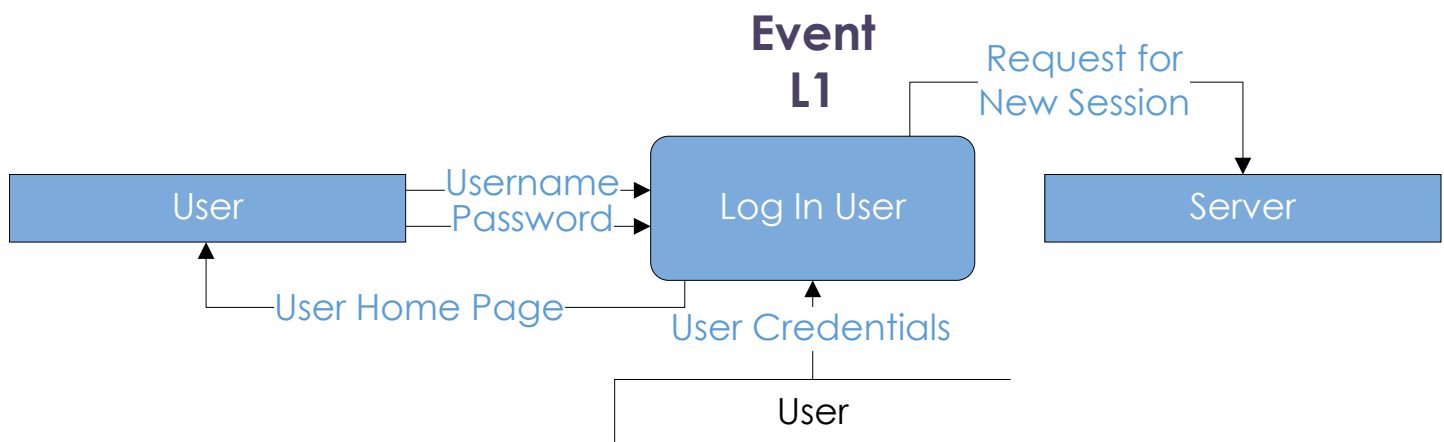 Event
L1
Request for
New Session
User
Username
Password
Log In User
Server
User Home Page
User Credentials
User